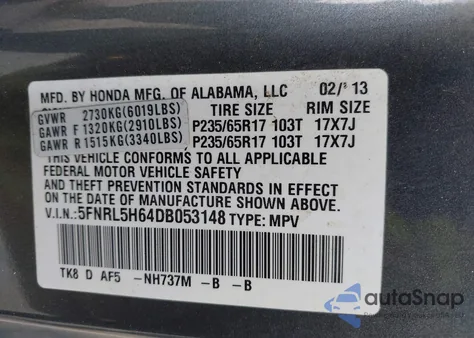 MFD. BY HONDA MFG. OF ALABAMA, LLC 02/13
GVWR 2730KG(6019LBS) TIRE SIZE RIM SIZE
GAWR F 1320KG(2910LBS) P235/65R17 103T 17X7J
GAWR R 1515KG(3340LBS) P235/65R17 103T 17X7J
THIS VEHICLE CONFORMS TO ALL APPLICABLE
FEDERAL MOTOR VEHICLE SAFETY
AND THEFT PREVENTION STANDARDS IN EFFECT
ON THE DATE OF MANUFACTURE SHOWN ABOVE.
V.I.N.: 5FNRL5H64DB053148 TYPE: MPV
TK8 D AF5 -NH737M -B -B
autoSnap